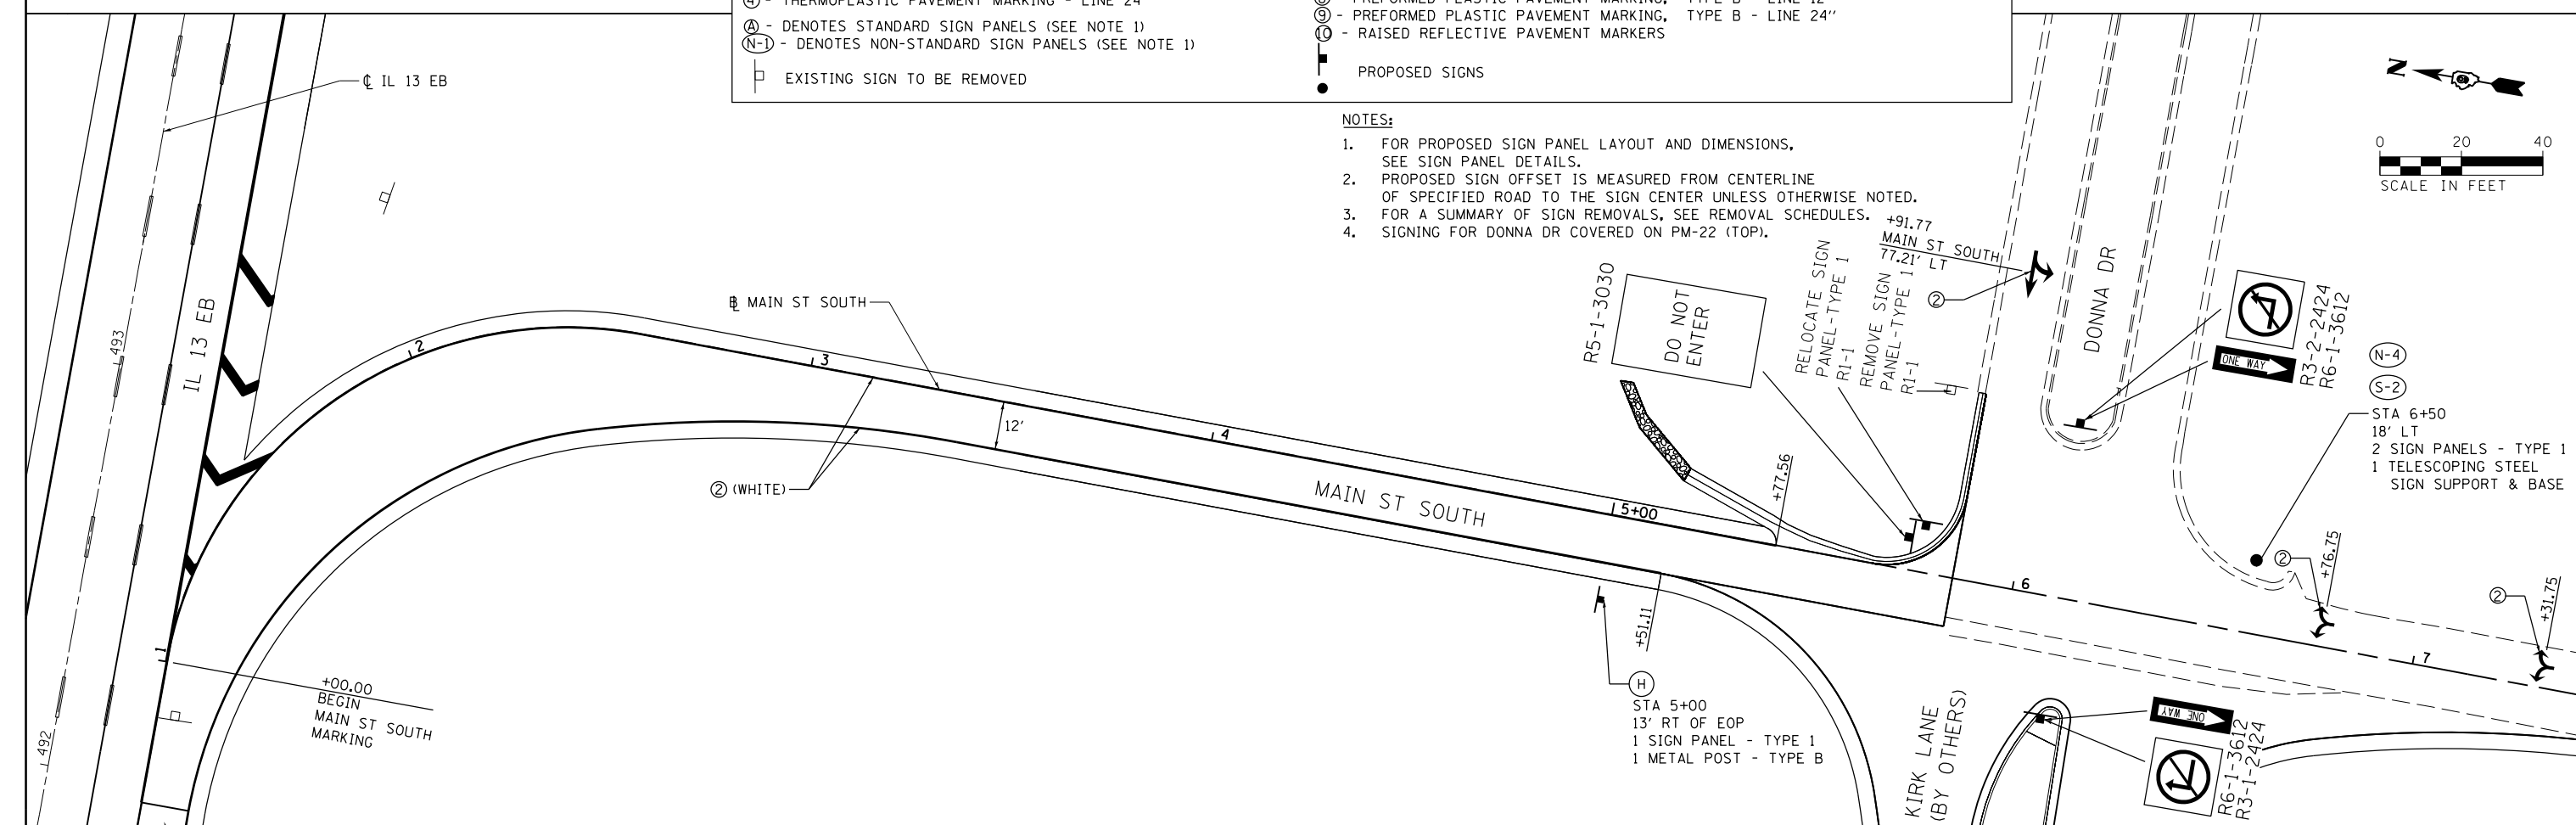 ④ - THERMOPLASTIC PAVEMENT MARKING - LINE 24"
Ⓐ - DENOTES STANDARD SIGN PANELS (SEE NOTE 1)
N-1 - DENOTES NON-STANDARD SIGN PANELS (SEE NOTE 1)
EXISTING SIGN TO BE REMOVED
PREFORMED PLASTIC PAVEMENT MARKING, TYPE B - LINE 12"
⑨ - PREFORMED PLASTIC PAVEMENT MARKING, TYPE B - LINE 24"
⑩ - RAISED REFLECTIVE PAVEMENT MARKERS
PROPOSED SIGNS
NOTES:
1. FOR PROPOSED SIGN PANEL LAYOUT AND DIMENSIONS,
SEE SIGN PANEL DETAILS.
2. PROPOSED SIGN OFFSET IS MEASURED FROM CENTERLINE
OF SPECIFIED ROAD TO THE SIGN CENTER UNLESS OTHERWISE NOTED.
3. FOR A SUMMARY OF SIGN REMOVALS, SEE REMOVAL SCHEDULES.
4. SIGNING FOR DONNA DR COVERED ON PM-22 (TOP).
N
0 20 40
SCALE IN FEET
℄ IL 13 EB
IL 13 EB
493
492
1
2
3
4
5+00
6
7
+00.00
BEGIN
MAIN ST SOUTH
MARKING
B MAIN ST SOUTH
② (WHITE)
12'
MAIN ST SOUTH
R5-1-3030
DO NOT
ENTER
RELOCATE SIGN
PANEL-TYPE 1
R1-1
REMOVE SIGN
PANEL-TYPE 1
R1-1
+91.77
MAIN ST SOUTH
77.21' LT
②
DONNA DR
ONE WAY
R3-2-2424
R6-1-3612
N-4
S-2
STA 6+50
18' LT
2 SIGN PANELS - TYPE 1
1 TELESCOPING STEEL
SIGN SUPPORT & BASE
+77.56
+51.11
H
STA 5+00
13' RT OF EOP
1 SIGN PANEL - TYPE 1
1 METAL POST - TYPE B
②
+76.75
②
+31.75
KIRK LANE
(BY OTHERS)
ONE WAY
R6-1-3612
R3-1-2424